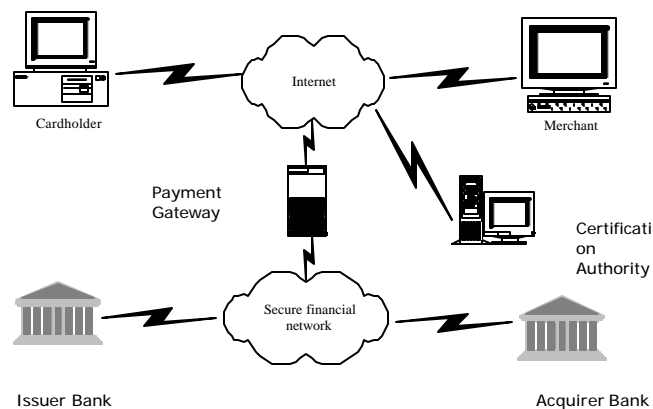 Internet
Cardholder
Merchant
Payment
Gateway
Certificati
on
Authority
Secure financial
network
Issuer Bank
Acquirer Bank